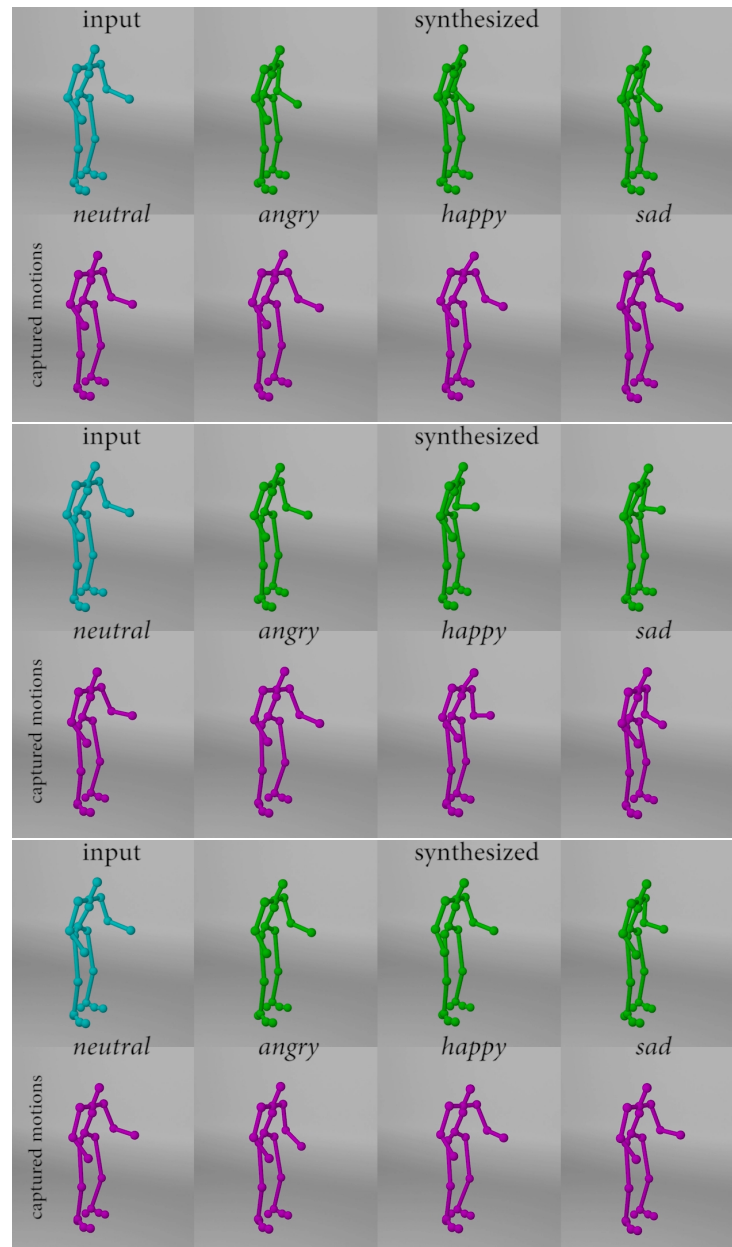 input synthesized
neutral angry happy sad
captured motions
input synthesized
neutral angry happy sad
captured motions
input synthesized
neutral angry happy sad
captured motions